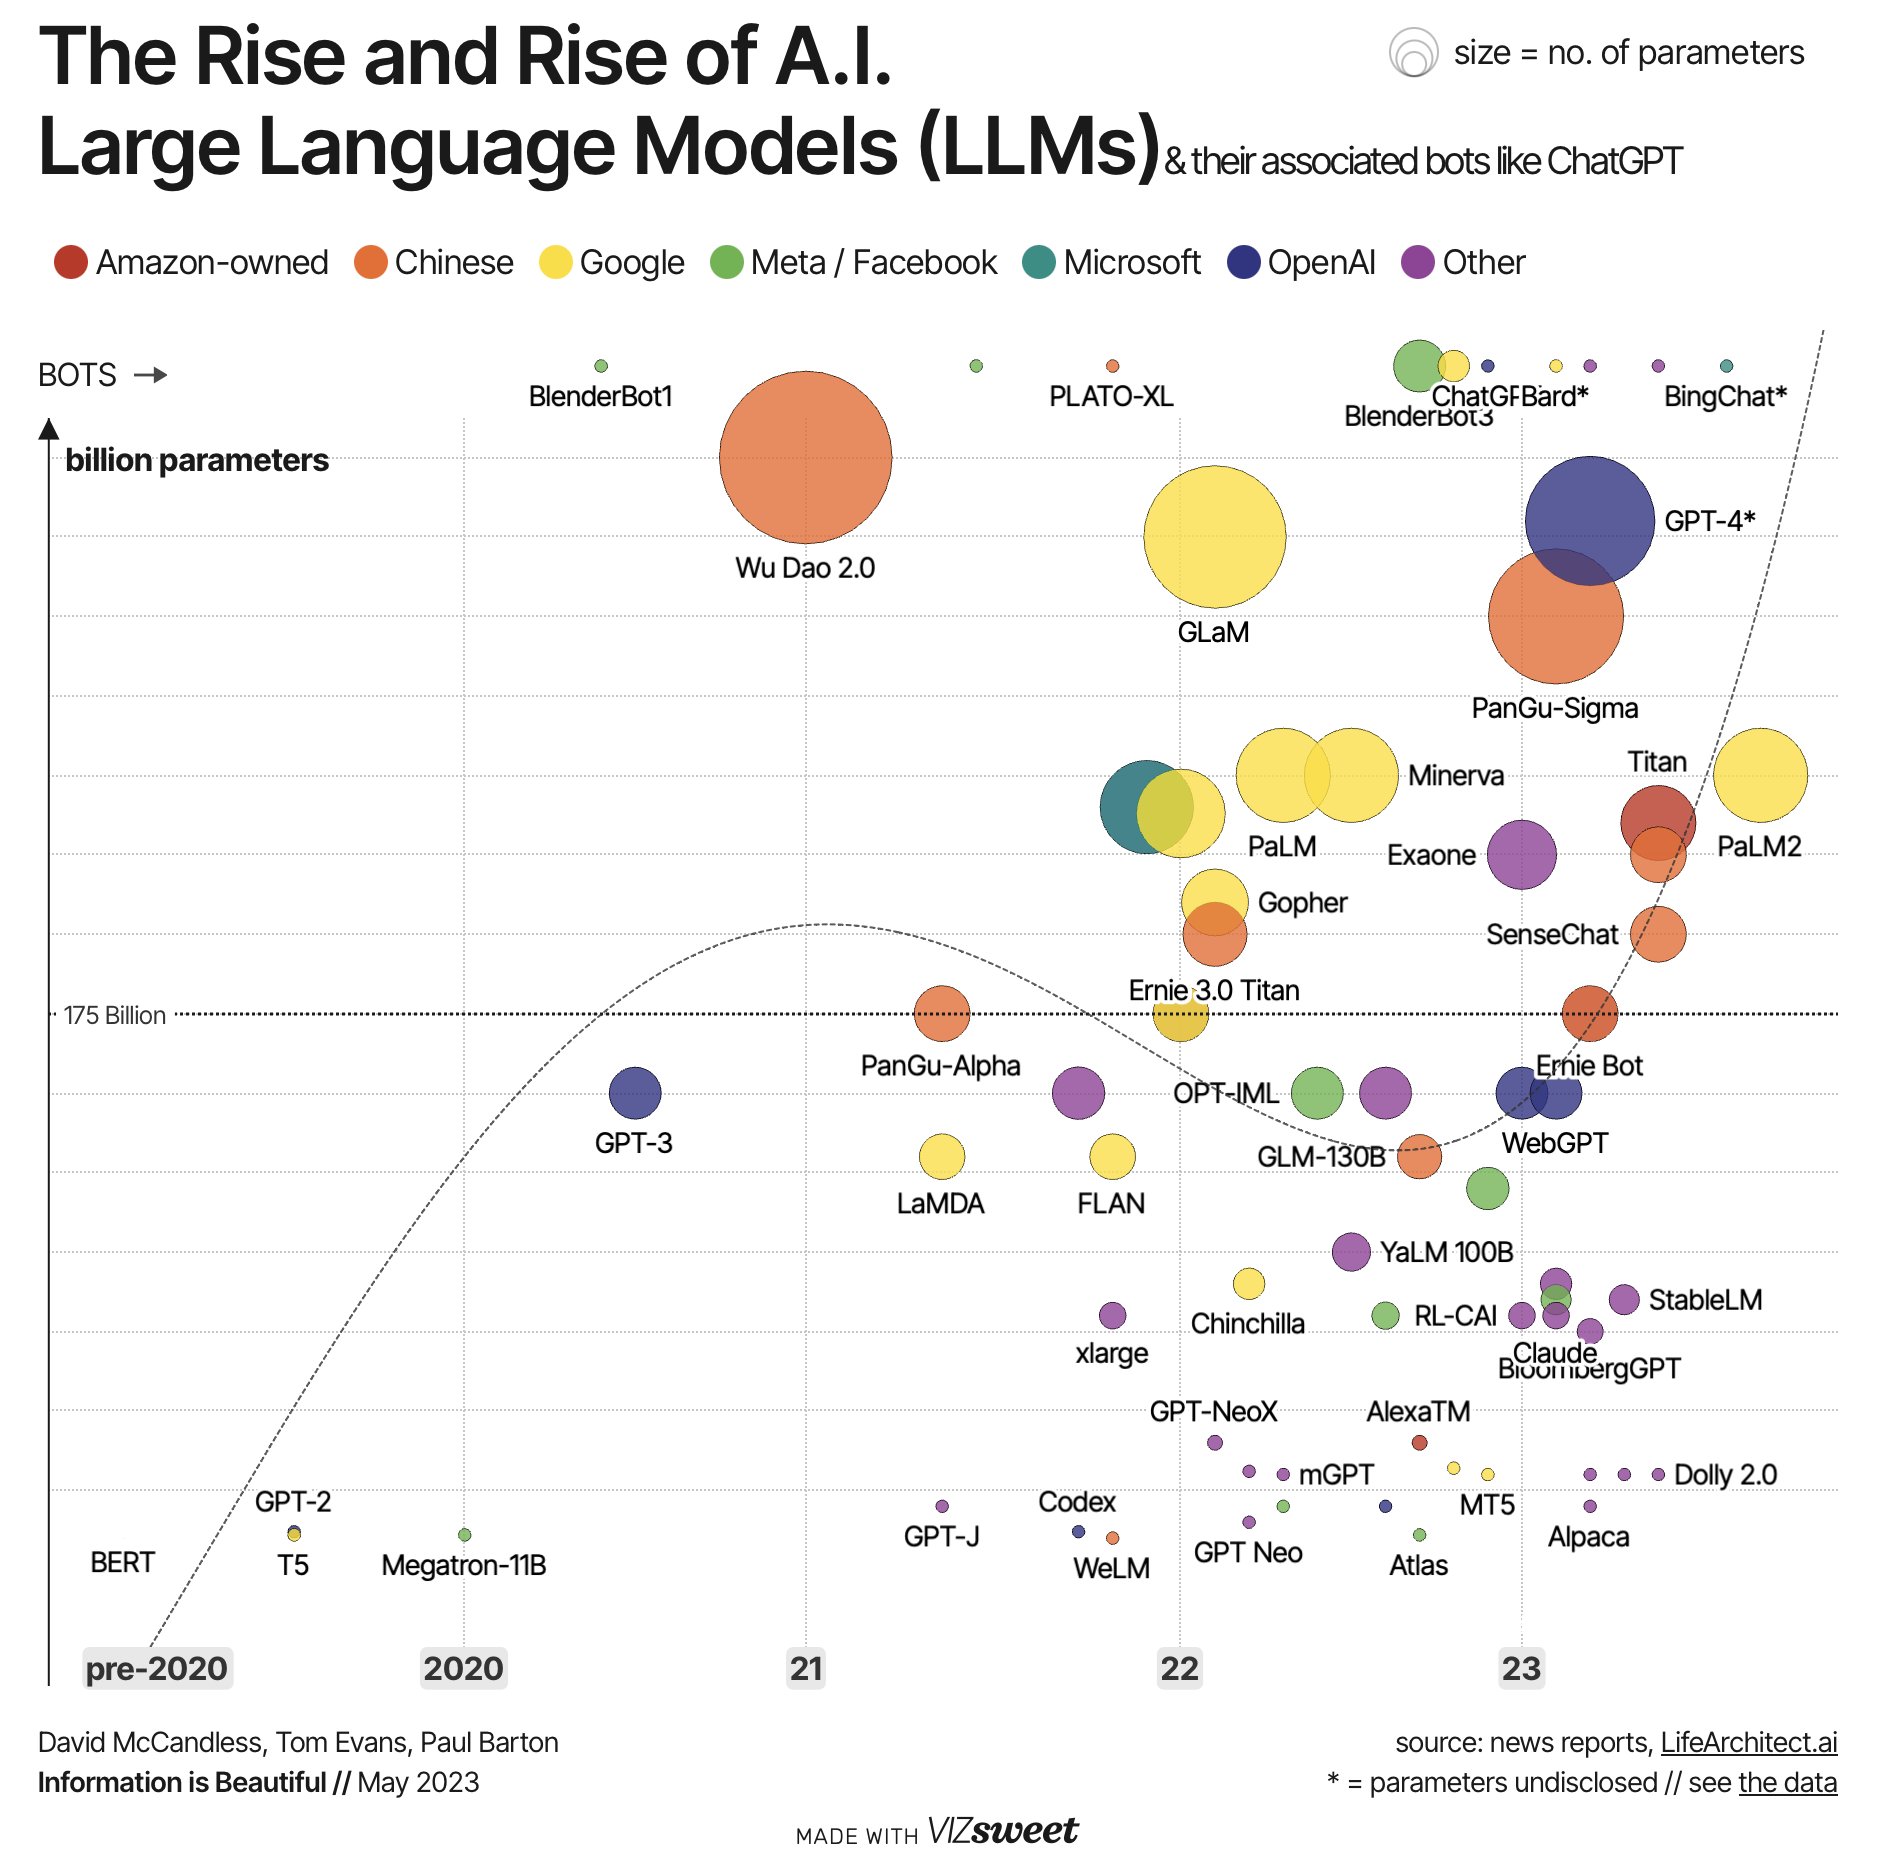 The Rise and Rise of A.I.
size = no. of parameters
Large Language Models (LLMs) & their associated bots like ChatGPT
Amazon-owned Chinese Google Meta / Facebook Microsoft OpenAI Other
BOTS →
BlenderBot1
PLATO-XL
ChatGP
Bard*
BingChat*
BlenderBot3
billion parameters
GPT-4*
Wu Dao 2.0
GLaM
PanGu-Sigma
Titan
Minerva
PaLM
Exaone
PaLM2
Gopher
SenseChat
Ernie 3.0 Titan
175 Billion
PanGu-Alpha
Ernie Bot
OPT-IML
GPT-3
WebGPT
GLM-130B
LaMDA
FLAN
YaLM 100B
StableLM
RL-CAI
Chinchilla
xlarge
Claude
BloombergGPT
GPT-NeoX
AlexaTM
mGPT
Dolly 2.0
GPT-2
Codex
MT5
GPT-J
Alpaca
GPT Neo
BERT
T5
Megatron-11B
WeLM
Atlas
pre-2020 2020 21 22 23
David McCandless, Tom Evans, Paul Barton
source: news reports, LifeArchitect.ai
Information is Beautiful // May 2023
* = parameters undisclosed // see the data
MADE WITH VIZsweet